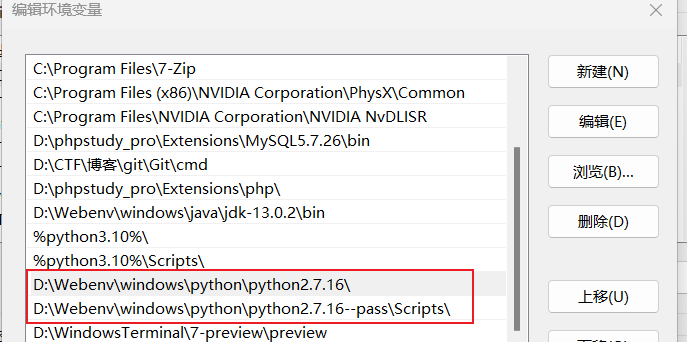 编辑环境变量
C:\Program Files\7-Zip
新建(N)
C:\Program Files (x86)\NVIDIA Corporation\PhysX\Common
C:\Program Files\NVIDIA Corporation\NVIDIA NvDLISR
编辑(E)
D:\phpstudy_pro\Extensions\MySQL5.7.26\bin
D:\CTF\博客\git\Git\cmd
浏览(B)...
D:\phpstudy_pro\Extensions\php\
D:\Webenv\windows\java\jdk-13.0.2\bin
删除(D)
%python3.10%\
%python3.10%\Scripts\
D:\Webenv\windows\python\python2.7.16\
上移(U)
D:\Webenv\windows\python\python2.7.16--pass\Scripts\
D:\WindowsTerminal\7-preview\preview